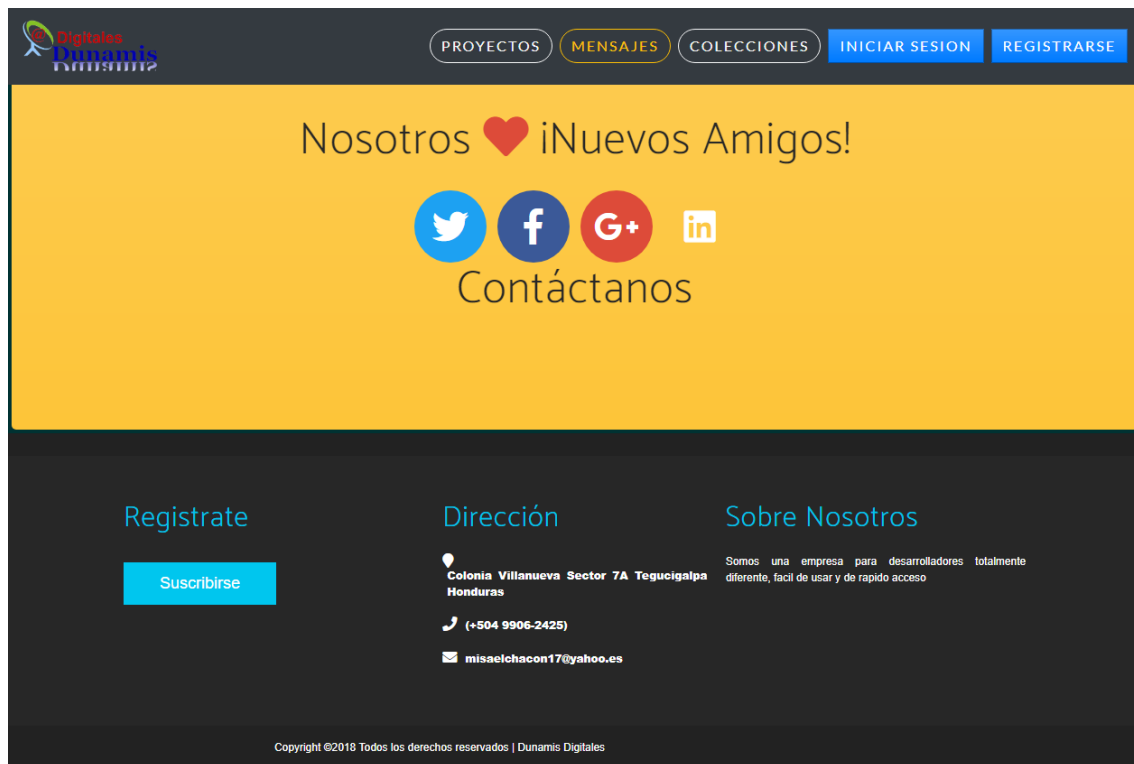 Digitales
Dunamis
PROYECTOS MENSAJES COLECCIONES INICIAR SESION REGISTRARSE
Nosotros ¡Nuevos Amigos!
G+ in
Contáctanos
Registrate
Suscribirse
Dirección
Colonia Villanueva Sector 7A Tegucigalpa
Honduras
(+504 9906-2425)
misaelchacon17@yahoo.es
Sobre Nosotros
Somos una empresa para desarrolladores totalmente
diferente, facil de usar y de rapido acceso
Copyright ©2018 Todos los derechos reservados | Dunamis Digitales